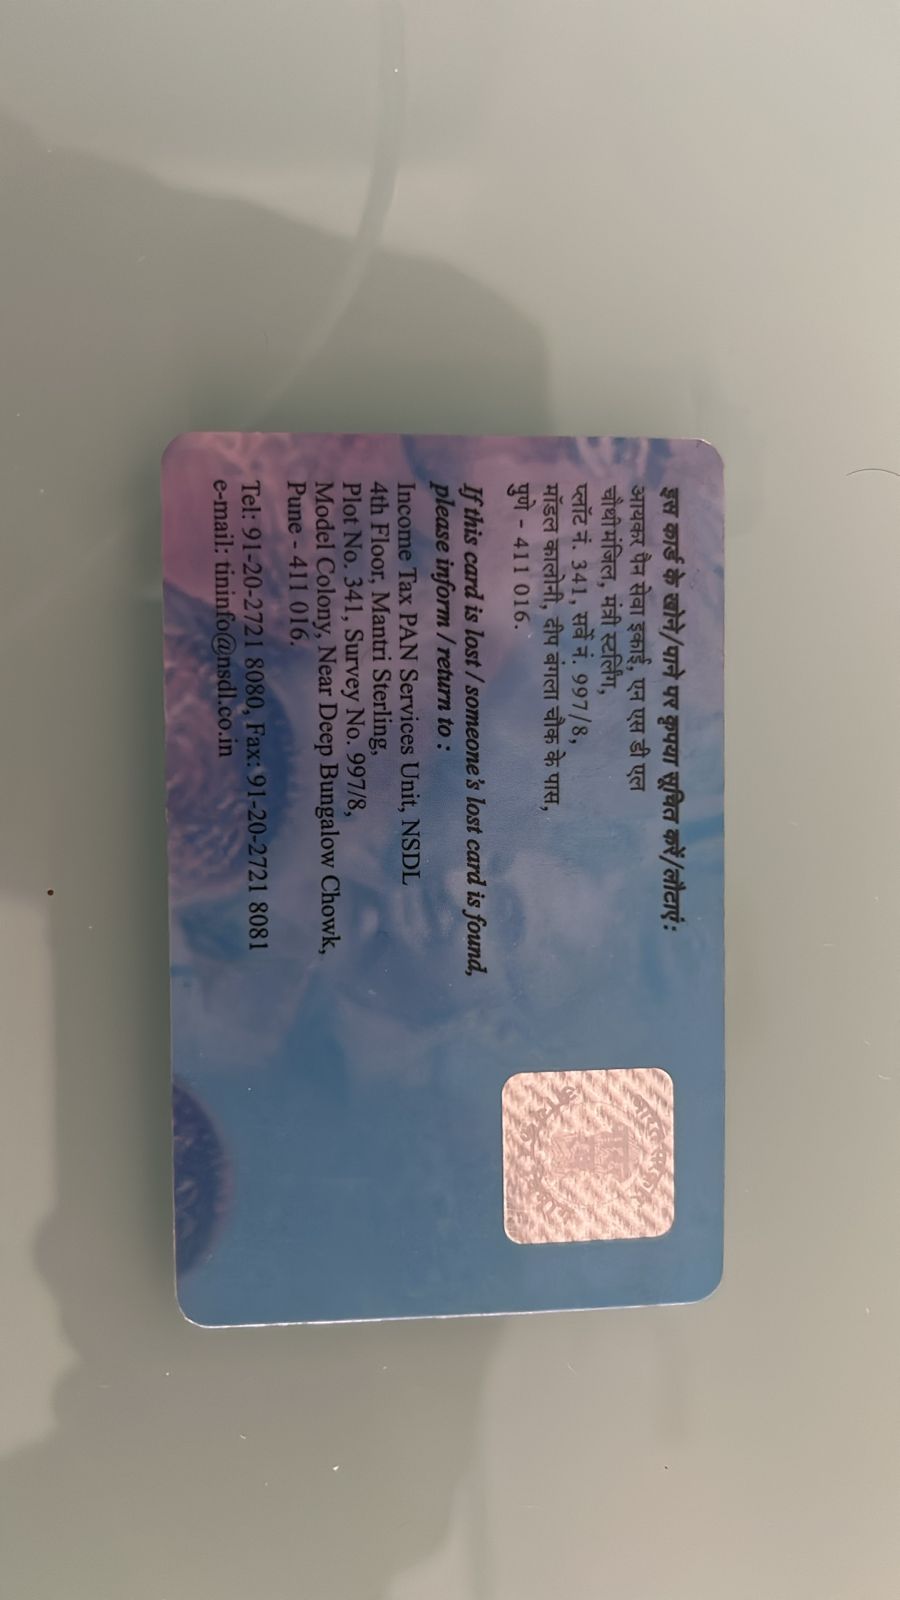 इस कार्ड के खोने/पाने पर कृपया सूचित करें/लौटाएं :
आयकर पैन सेवा इकाई, एन एस डी एल
चौथी मंजिल, मंत्री स्टर्लिंग,
प्लॉट नं. 341, सर्वे नं. 997/8,
मॉडल कालोनी, दीप बंगला चौक के पास,
पुणे - 411 016.
If this card is lost / someone's lost card is found,
please inform / return to :
Income Tax PAN Services Unit, NSDL
4th Floor, Mantri Sterling,
Plot No. 341, Survey No. 997/8,
Model Colony, Near Deep Bungalow Chowk,
Pune - 411 016.
Tel: 91-20-2721 8080, Fax: 91-20-2721 8081
e-mail: tininfo@nsdl.co.in